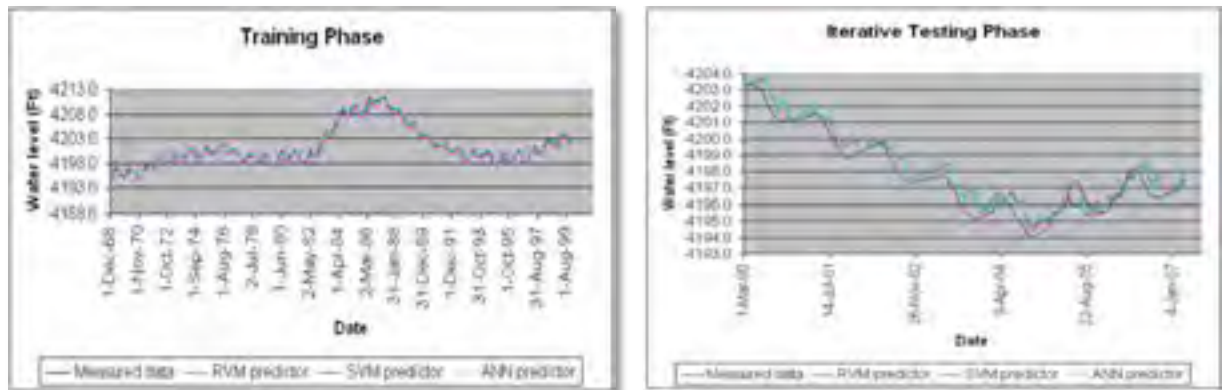 Training Phase
Water level (Ft)
4213.0
4208.0
4203.0
4198.0
4193.0
4188.0
1-Dec-68
1-Nov-70
1-Oct-72
1-Sep-74
1-Aug-76
2-Jul-78
1-Jun-80
2-May-82
1-Apr-84
2-Mar-86
31-Jan-88
31-Dec-89
1-Dec-91
31-Oct-93
1-Oct-95
31-Aug-97
1-Aug-99
Date
Measured data RVM predictor SVM predictor ANN predictor
Iterative Testing Phase
Water level (Ft)
4204.0
4203.0
4202.0
4201.0
4200.0
4199.0
4198.0
4197.0
4196.0
4195.0
4194.0
4193.0
1-Mar-00
14-Jul-01
26-Nov-02
9-Apr-04
22-Aug-05
4-Jan-07
Date
Measured data RVM predictor SVM predictor ANN predictor